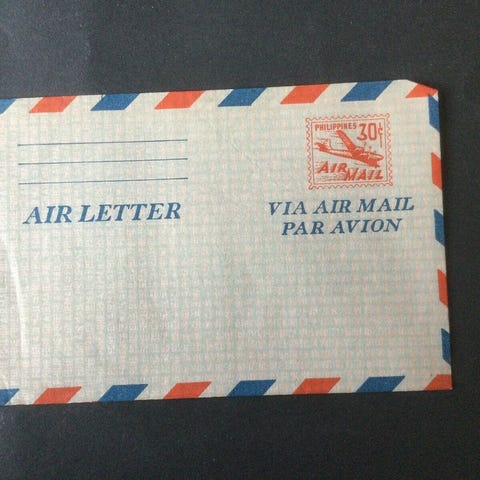 PHILIPPINES 30¢
AIR MAIL
AIR LETTER
VIA AIR MAIL
PAR AVION